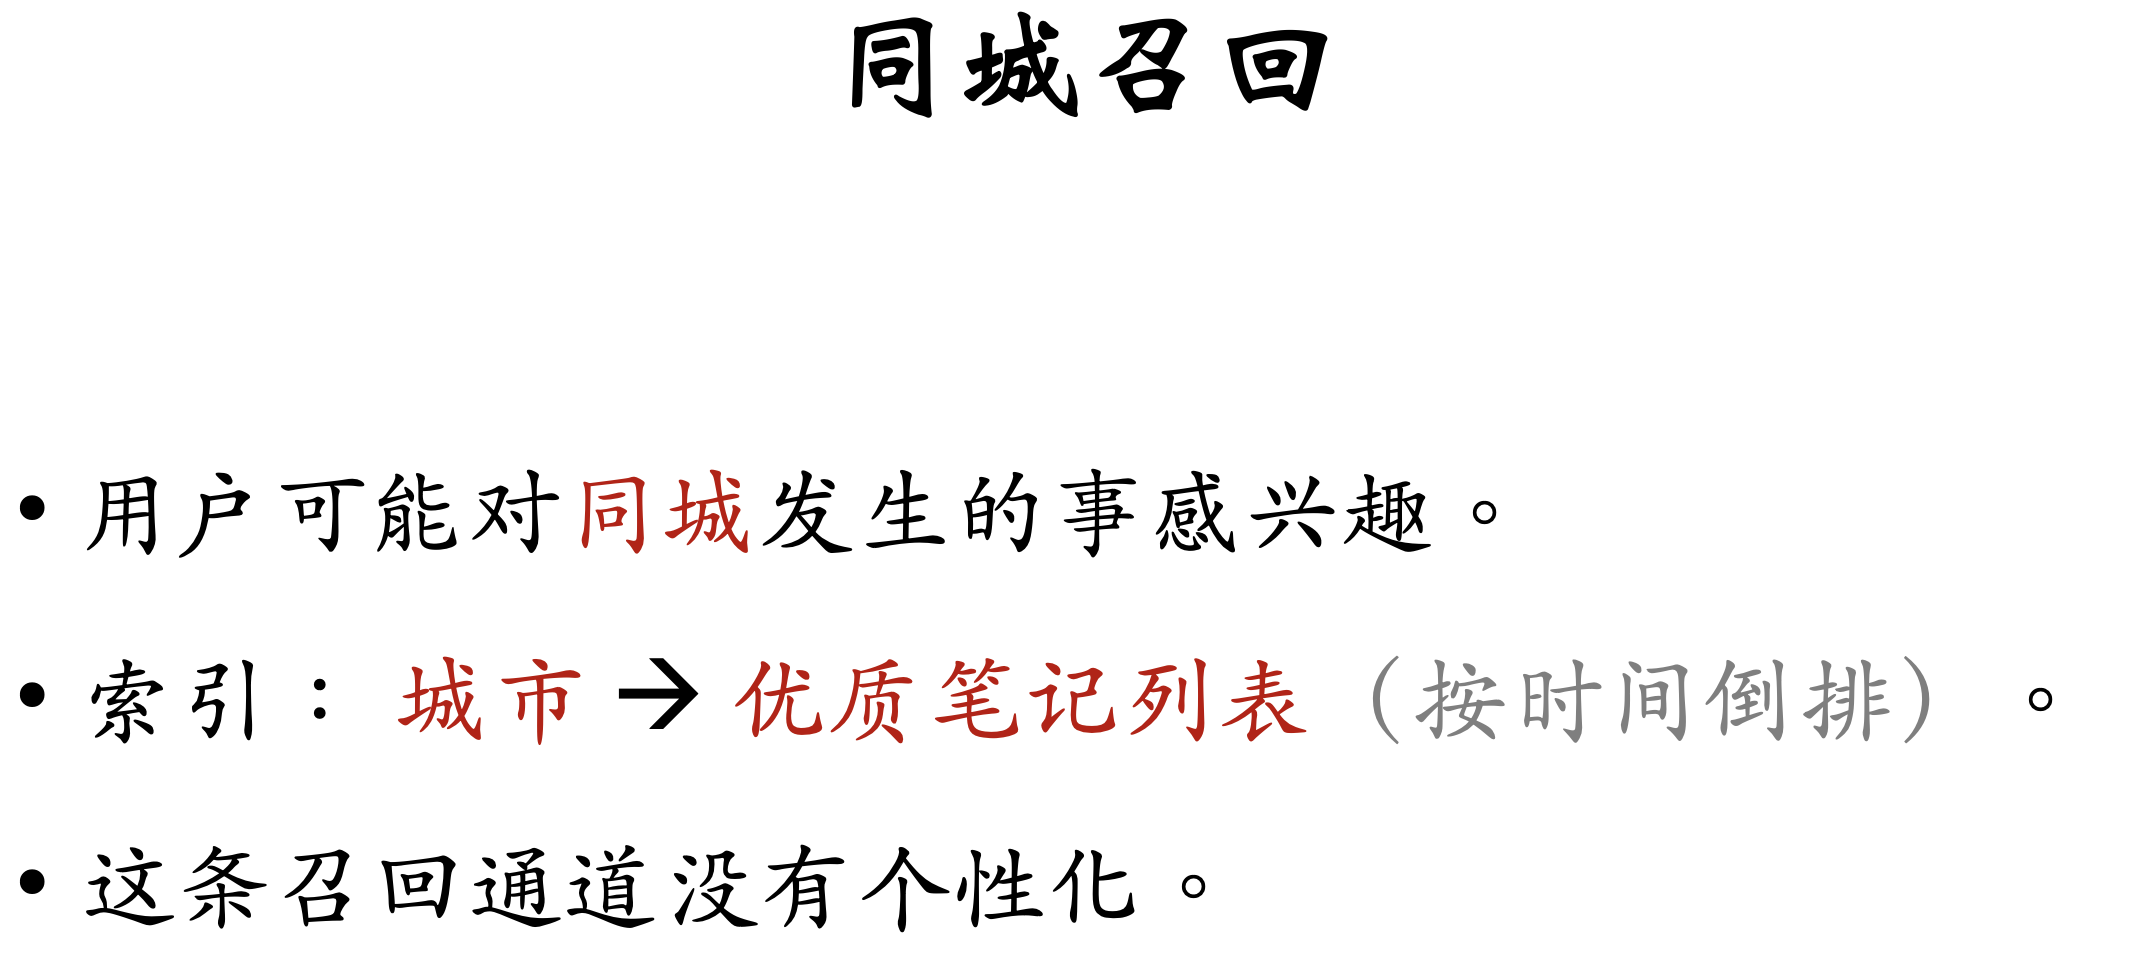 同城召回
• 用户可能对同城发生的事感兴趣。
• 索引：城市 → 优质笔记列表（按时间倒排）。
• 这条召回通道没有个性化。